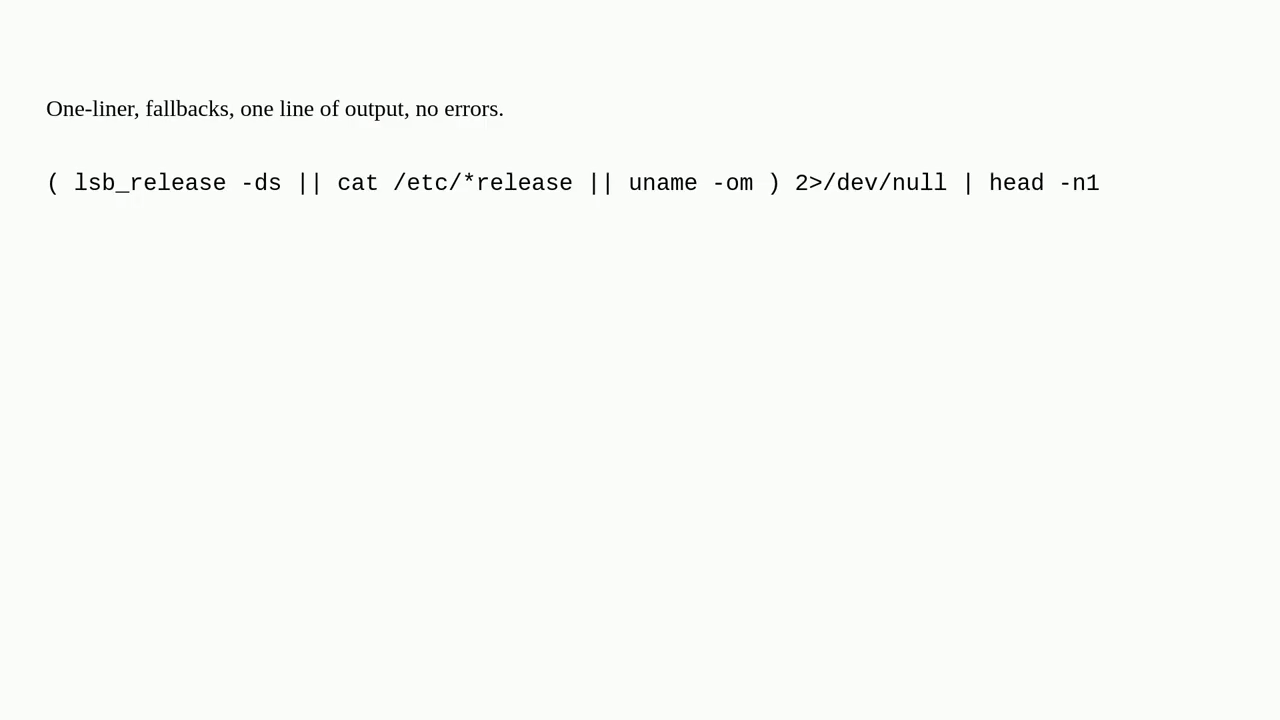 One-liner, fallbacks, one line of output, no errors.
( lsb_release -ds || cat /etc/*release || uname -om ) 2>/dev/null | head -n1